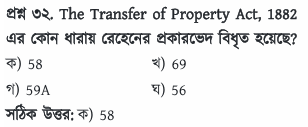 প্রশ্ন ৩২. The Transfer of Property Act, 1882
এর কোন ধারায় রেহেনের প্রকারভেদ বিধৃত হয়েছে?
ক) 58 খ) 69
গ) 59A ঘ) 56
সঠিক উত্তর: ক) 58